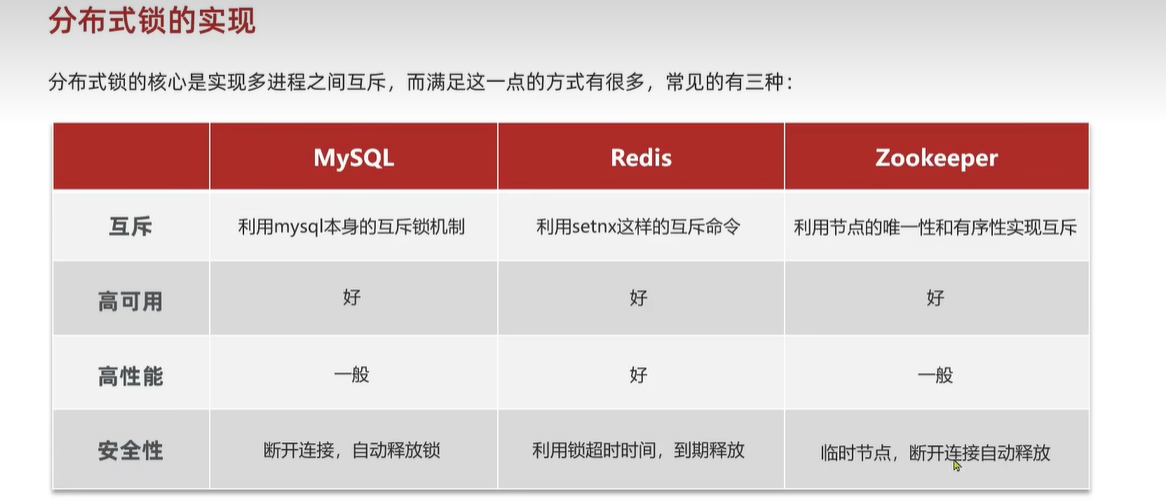 分布式锁的实现
分布式锁的核心是实现多进程之间互斥，而满足这一点的方式有很多，常见的有三种：
MySQL Redis Zookeeper
互斥 利用mysql本身的互斥锁机制 利用setnx这样的互斥命令 利用节点的唯一性和有序性实现互斥
高可用 好 好 好
高性能 一般 好 一般
安全性 断开连接，自动释放锁 利用锁超时时间，到期释放 临时节点，断开连接自动释放